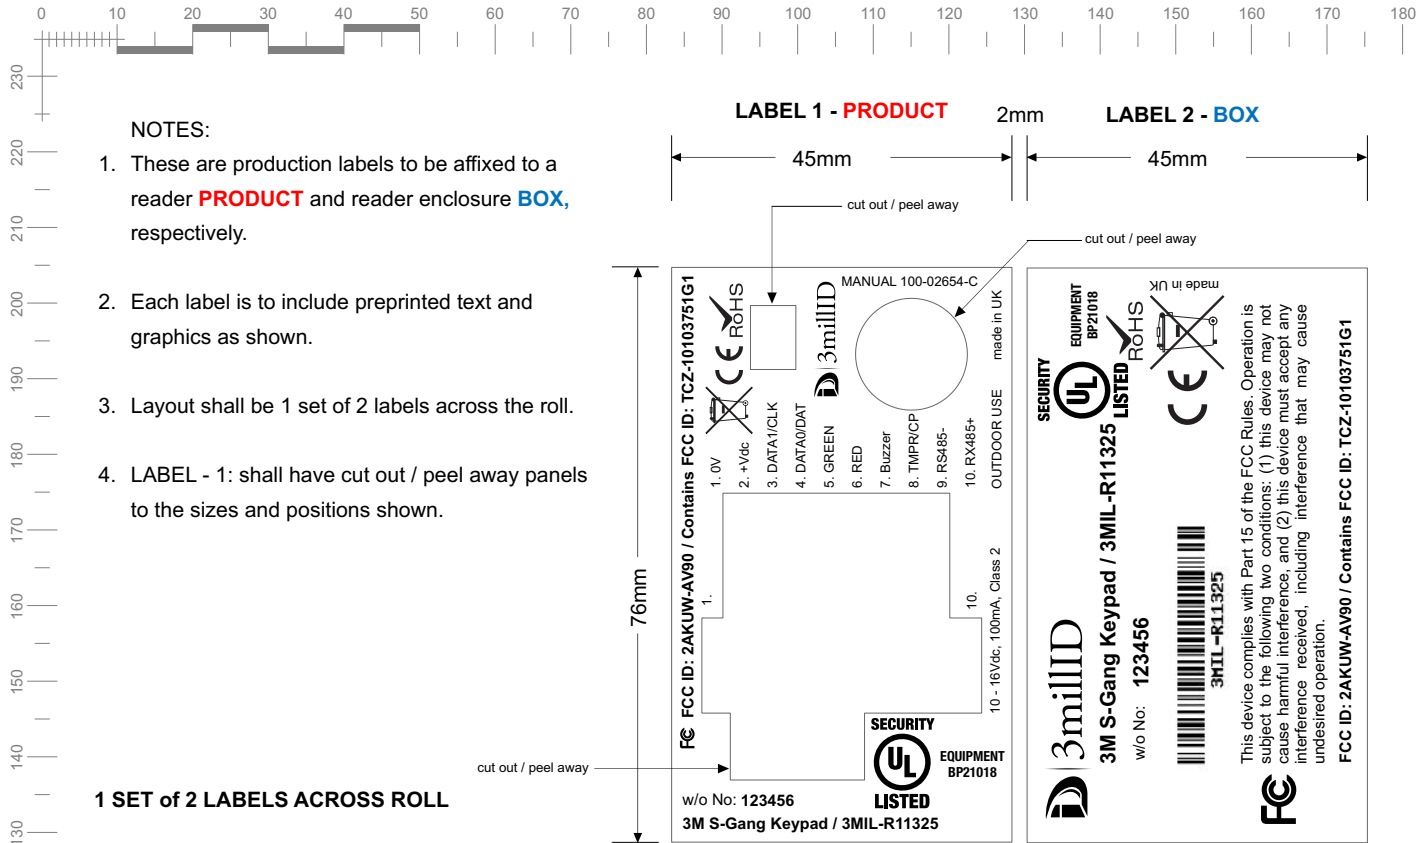 0 10 20 30 40 50 60 70 80 90 100 110 120 130 140 150 160 170 180
230
220
210
200
190
180
170
160
150
140
130
NOTES:
1. These are production labels to be affixed to a
reader PRODUCT and reader enclosure BOX,
respectively.
2. Each label is to include preprinted text and
graphics as shown.
3. Layout shall be 1 set of 2 labels across the roll.
4. LABEL - 1: shall have cut out / peel away panels
to the sizes and positions shown.
1 SET of 2 LABELS ACROSS ROLL
LABEL 1 - PRODUCT
2mm
LABEL 2 - BOX
45mm
45mm
cut out / peel away
cut out / peel away
76mm
cut out / peel away
FC FCC ID: 2AKUW-AV90 / Contains FCC ID: TCZ-10103751G1
CE
RoHS
3millID
MANUAL 100-02654-C
1. 0V
2. +Vdc
3. DATA1/CLK
4. DATA0/DAT
5. GREEN
6. RED
7. Buzzer
8. TMPR/CP
9. RS485-
10. RX485+
1.
10.
10 - 16Vdc, 100mA, Class 2
OUTDOOR USE
made in UK
SECURITY
UL
LISTED
EQUIPMENT
BP21018
w/o No: 123456
3M S-Gang Keypad / 3MIL-R11325
3millID
SECURITY
UL
LISTED
EQUIPMENT
BP21018
RoHS
made in UK
CE
3M S-Gang Keypad / 3MIL-R11325
w/o No: 123456
3MIL-R11325
FC
This device complies with Part 15 of the FCC Rules. Operation is
subject to the following two conditions: (1) this device may not
cause harmful interference, and (2) this device must accept any
interference received, including interference that may cause
undesired operation.
FCC ID: 2AKUW-AV90 / Contains FCC ID: TCZ-10103751G1